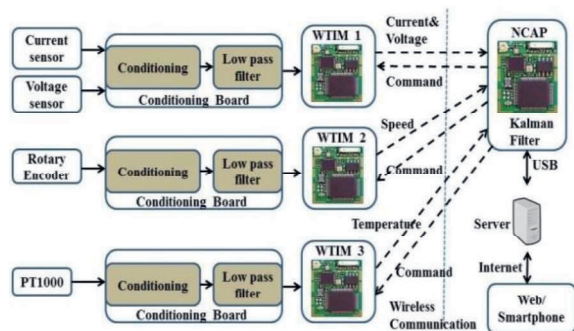 Current
sensor
Voltage
sensor
Conditioning
Low pass
filter
Conditioning Board
WTIM 1
Current&
Voltage
Command
NCAP
Kalman
Filter
Rotary
Encoder
Conditioning
Low pass
filter
Conditioning Board
WTIM 2
Speed
Command
USB
Server
PT1000
Conditioning
Low pass
filter
Conditioning Board
WTIM 3
Temperature
Command
Wireless
Communication
Internet
Web/
Smartphone